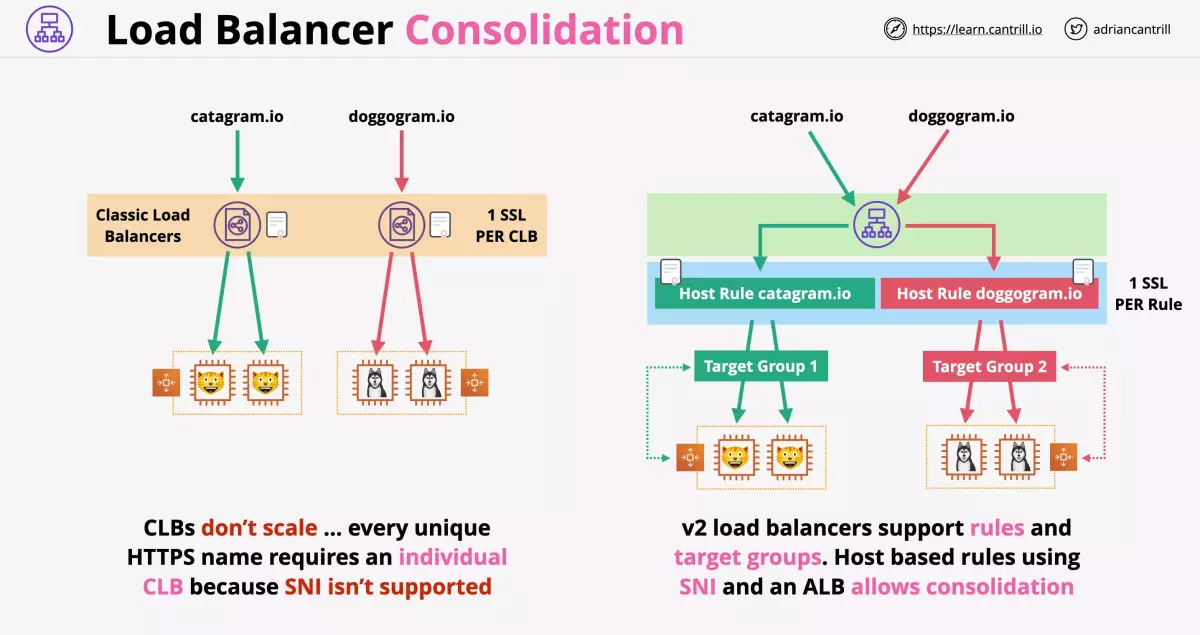 Load Balancer Consolidation
https://learn.cantrill.io
adriancantrill
catagram.io
doggogram.io
Classic Load
Balancers
1 SSL
PER CLB
CLBs don’t scale ... every unique
HTTPS name requires an individual
CLB because SNI isn’t supported
catagram.io
doggogram.io
Host Rule catagram.io
Host Rule doggogram.io
1 SSL
PER Rule
Target Group 1
Target Group 2
v2 load balancers support rules and
target groups. Host based rules using
SNI and an ALB allows consolidation